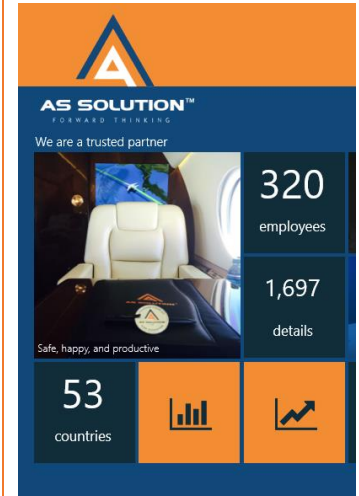 AS SOLUTION™
FORWARD THINKING
We are a trusted partner
320
employees
1,697
details
Safe, happy, and productive
53
countries